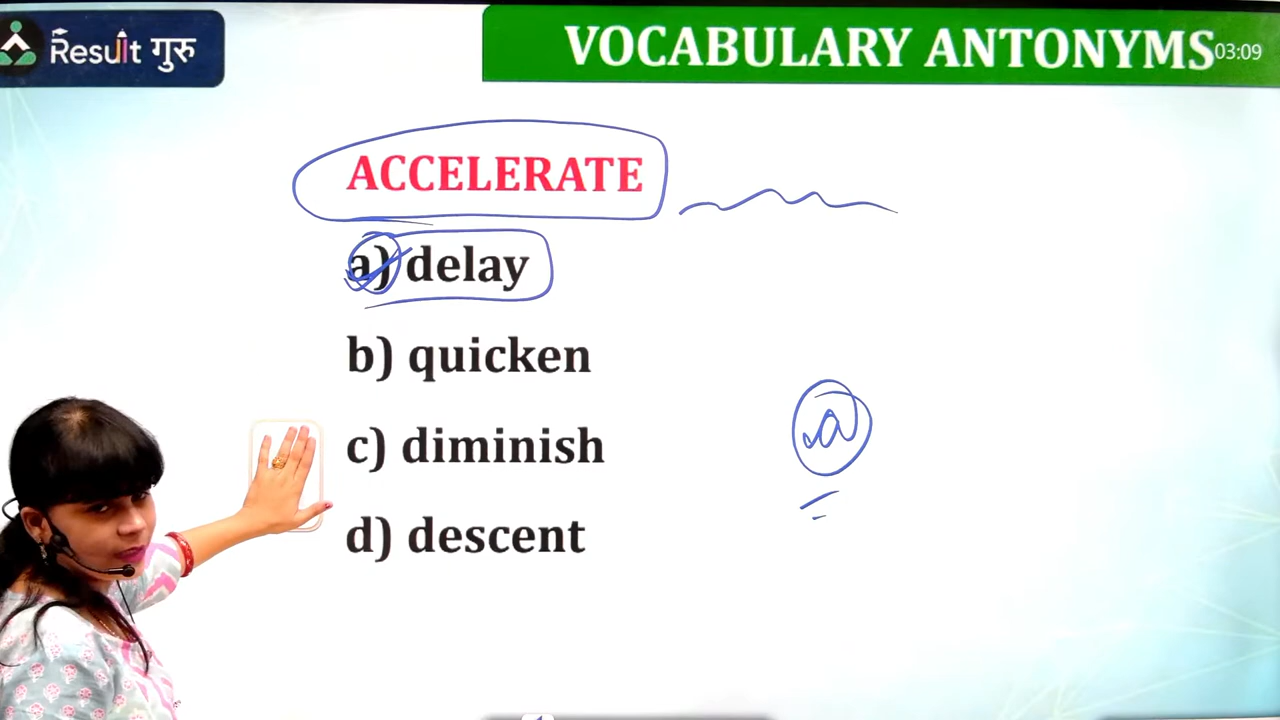 Result गुरु
VOCABULARY ANTONYMS
03:09
ACCELERATE
a) delay
b) quicken
c) diminish
d) descent
a